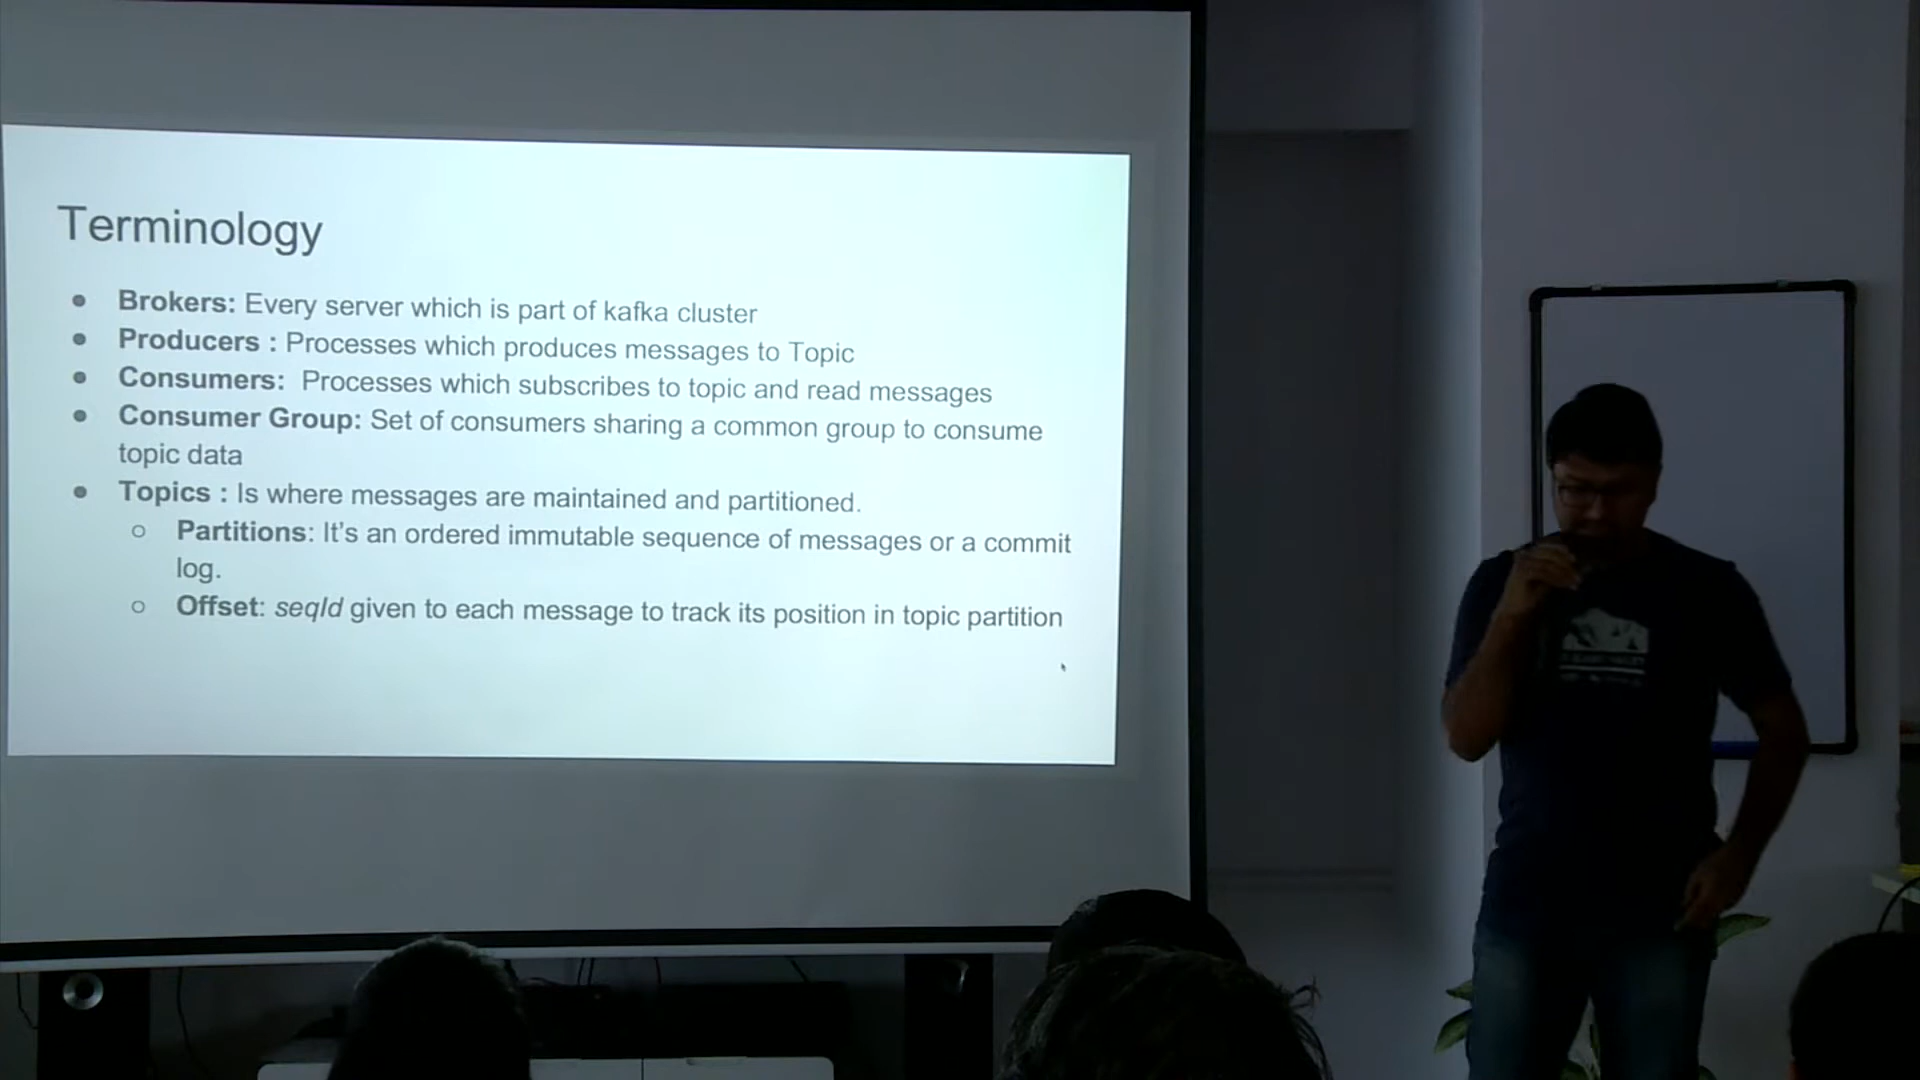 Terminology
● Brokers: Every server which is part of kafka cluster
● Producers : Processes which produces messages to Topic
● Consumers: Processes which subscribes to topic and read messages
● Consumer Group: Set of consumers sharing a common group to consume
topic data
● Topics : Is where messages are maintained and partitioned.
○ Partitions: It's an ordered immutable sequence of messages or a commit
log.
○ Offset: seqId given to each message to track its position in topic partition